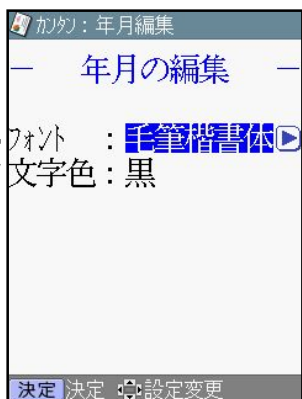 カンタン：年月編集
－ 年月の編集 －
フォント ：毛筆楷書体
文字色：黒
決定 決定 設定変更